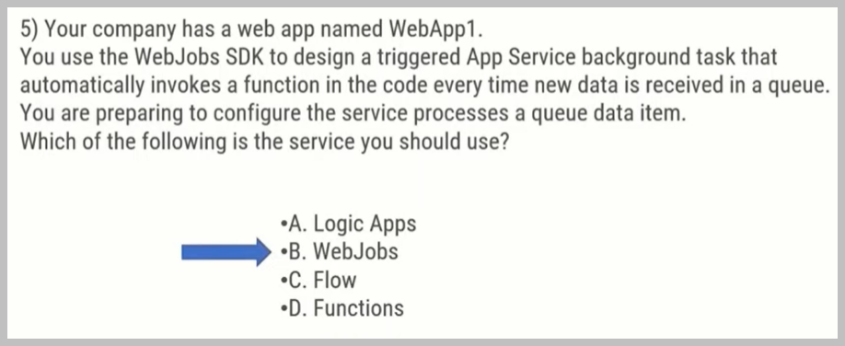 5) Your company has a web app named WebApp1.
You use the WebJobs SDK to design a triggered App Service background task that
automatically invokes a function in the code every time new data is received in a queue.
You are preparing to configure the service processes a queue data item.
Which of the following is the service you should use?
•A. Logic Apps
•B. WebJobs
•C. Flow
•D. Functions